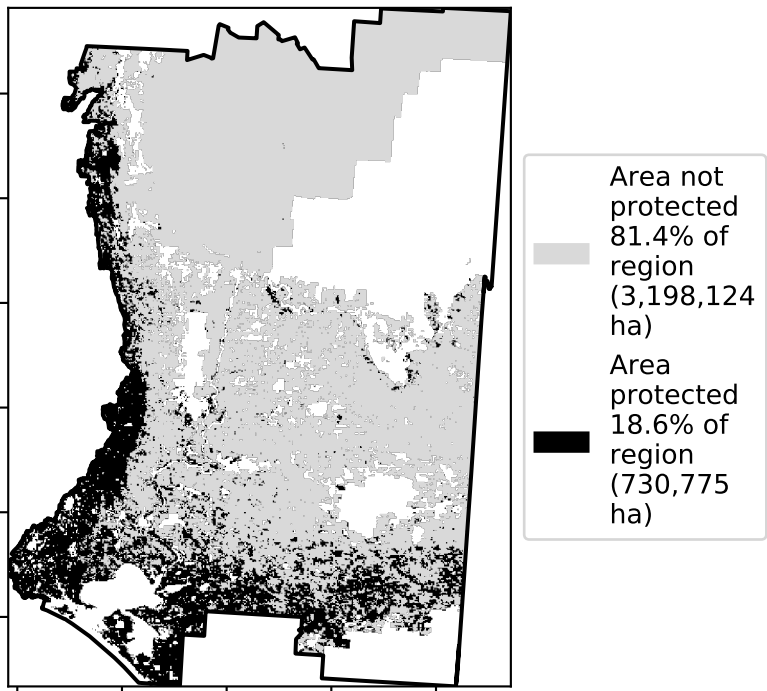 Area not
protected
81.4% of
region
(3,198,124
ha)
Area
protected
18.6% of
region
(730,775
ha)